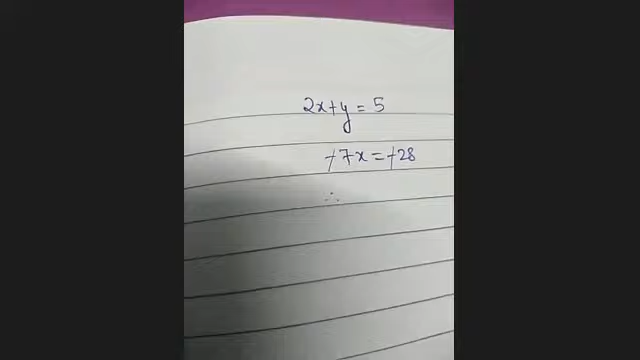 2x+y = 5
-7x = -28
∴